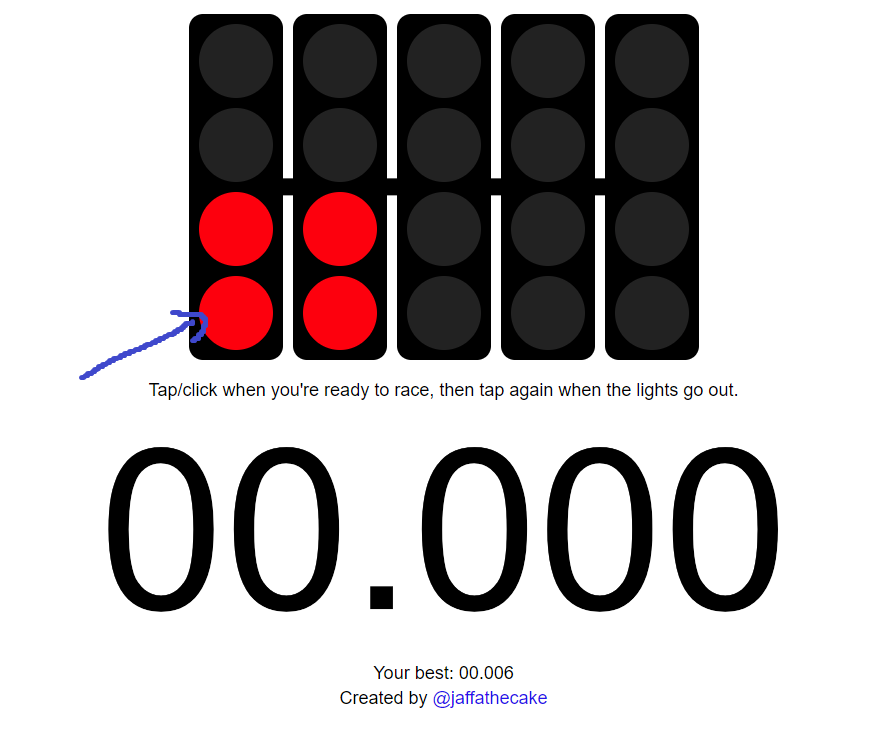 Tap/click when you're ready to race, then tap again when the lights go out.
00.000
Your best: 00.006
Created by @jaffathecake